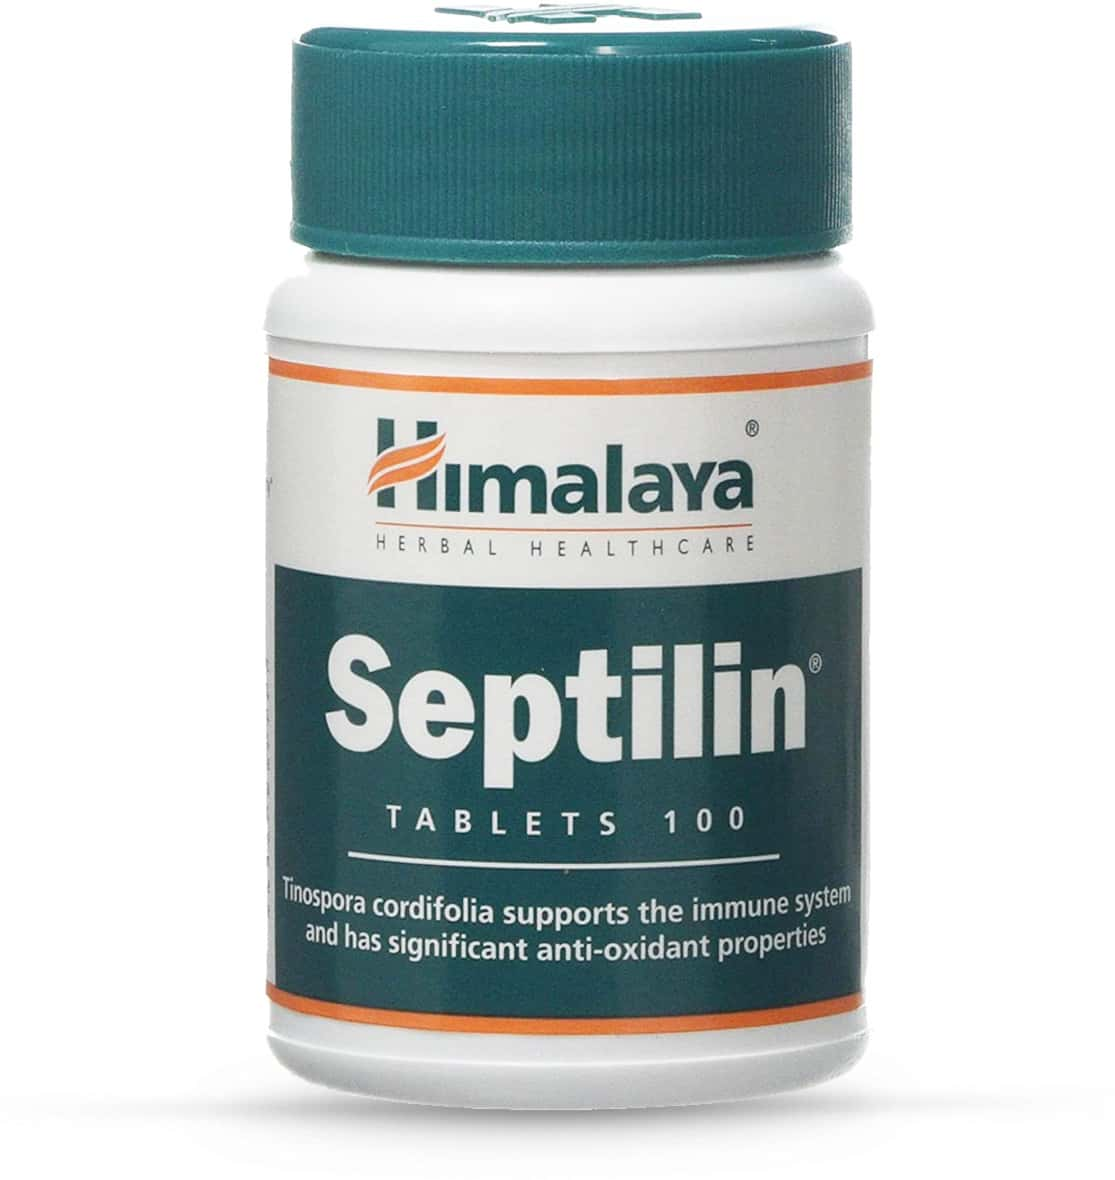 Himalaya®
HERBAL HEALTHCARE
Septilin®
TABLETS 100
Tinospora cordifolia supports the immune system
and has significant anti-oxidant properties